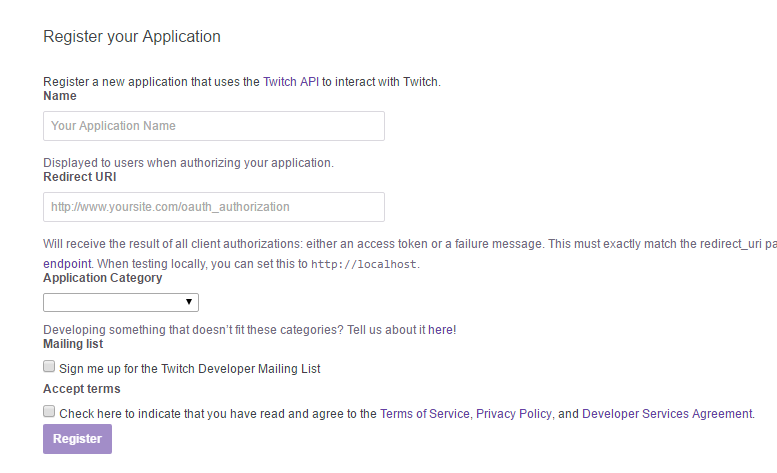 Register your Application
Register a new application that uses the Twitch API to interact with Twitch.
Name
Your Application Name
Displayed to users when authorizing your application.
Redirect URI
http://www.yoursite.com/oauth_authorization
Will receive the result of all client authorizations: either an access token or a failure message. This must exactly match the redirect_uri pa
endpoint. When testing locally, you can set this to http://localhost.
Application Category
Developing something that doesn't fit these categories? Tell us about it here!
Mailing list
Sign me up for the Twitch Developer Mailing List
Accept terms
Check here to indicate that you have read and agree to the Terms of Service, Privacy Policy, and Developer Services Agreement.
Register